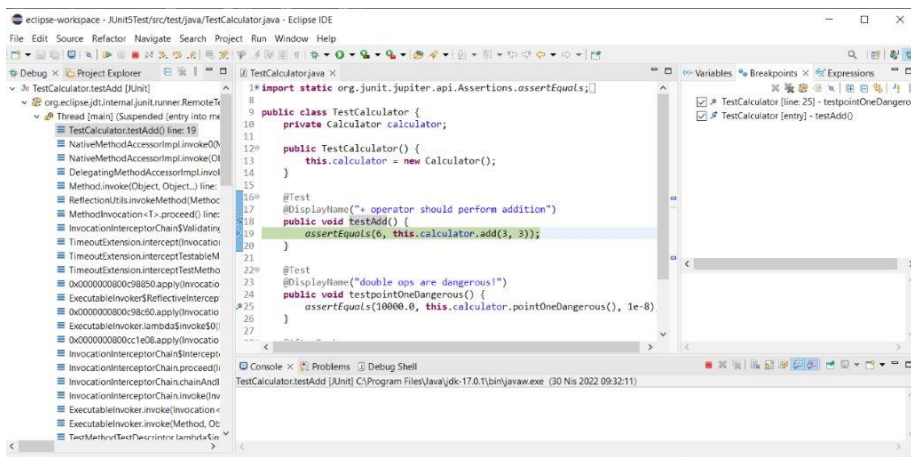 eclipse-workspace - JUnit5Test/src/test/java/TestCalculator.java - Eclipse IDE
File Edit Source Refactor Navigate Search Project Run Window Help
Debug Project Explorer
TestCalculator.testAdd [JUnit]
org.eclipse.jdt.internal.junit.runner.RemoteTe
Thread [main] (Suspended (entry into me
TestCalculator.testAdd() line: 19
NativeMethodAccessorImpl.invoke0(M
NativeMethodAccessorImpl.invoke(Ol
DelegatingMethodAccessorImpl.invol
Method.invoke(Object, Object...) line:
ReflectionUtils.invokeMethod(Method
MethodInvocation<T>.proceed() line:
InvocationInterceptorChain$Validating
TimeoutExtension.intercept(Invocation
TimeoutExtension.interceptTestableM
TimeoutExtension.interceptTestMetho
0x0000000800c98850.apply(Invocatio
ExecutableInvoker$ReflectiveIntercep
0x0000000800c98c60.apply(Invocatio
ExecutableInvoker.lambda$invoke$0(I
0x0000000800cc1e08.apply(Invocatio
InvocationInterceptorChain$Intercept
InvocationInterceptorChain.proceed(I
InvocationInterceptorChain.chainAndI
InvocationInterceptorChain.invoke(Inv
ExecutableInvoker.invoke(Invocation<
ExecutableInvoker.invoke(Method, Ob
TestMethodTestDescriptor.lambda$in
TestCalculator.java
1 import static org.junit.jupiter.api.Assertions.assertEquals;
8
9 public class TestCalculator {
10 private Calculator calculator;
11
12 public TestCalculator() {
13 this.calculator = new Calculator();
14 }
15
16 @Test
17 @DisplayName("+ operator should perform addition")
18 public void testAdd() {
19 assertEquals(6, this.calculator.add(3, 3));
20 }
21
22 @Test
23 @DisplayName("double ops are dangerous!")
24 public void testpointOneDangerous() {
25 assertEquals(10000.0, this.calculator.pointOneDangerous(), 1e-8)
26 }
27
Variables Breakpoints Expressions
TestCalculator [line: 25] - testpointOneDangero
TestCalculator [entry] - testAdd()
Console Problems Debug Shell
TestCalculator.testAdd [JUnit] C:\Program Files\Java\jdk-17.0.1\bin\javaw.exe (30 Nis 2022 09:32:11)